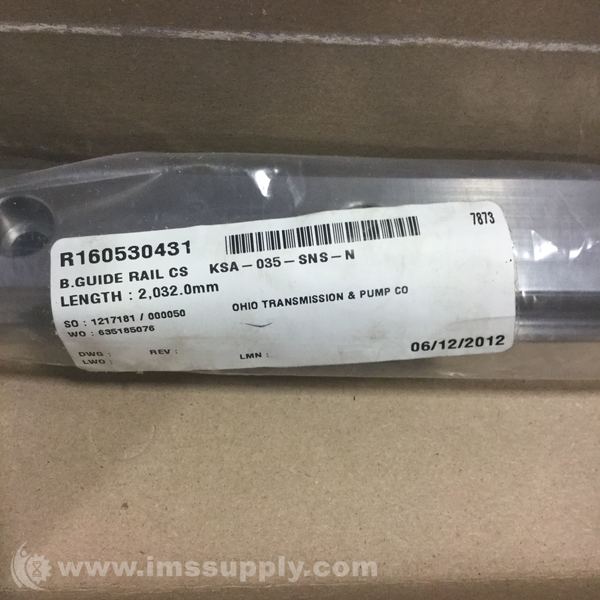 R160530431
7873
B.GUIDE RAIL CS KSA-035-SNS-N
LENGTH : 2,032.0mm
SO : 1217181 / 000050
OHIO TRANSMISSION & PUMP CO
WO : 635185076
DWG : REV : LMN :
LWO :
06/12/2012
www.imssupply.com/